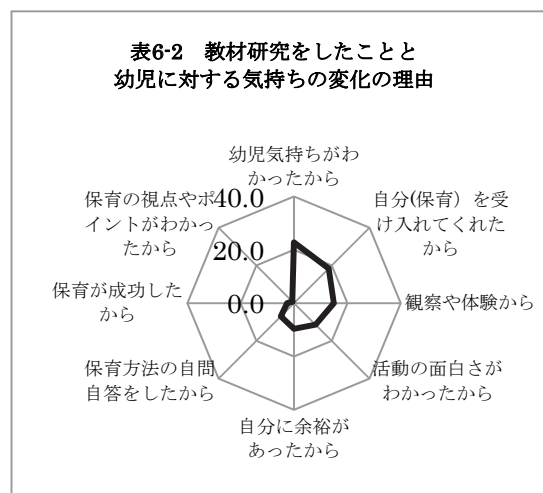 表6-2　教材研究をしたことと
幼児に対する気持ちの変化の理由
幼児気持ちがわ
かったから
自分(保育）を受
け入れてくれた
から
観察や体験から
活動の面白さが
わかったから
自分に余裕が
あったから
保育方法の自問
自答をしたから
保育が成功した
から
保育の視点やポ
イントがわかっ
たから
40.0
20.0
0.0